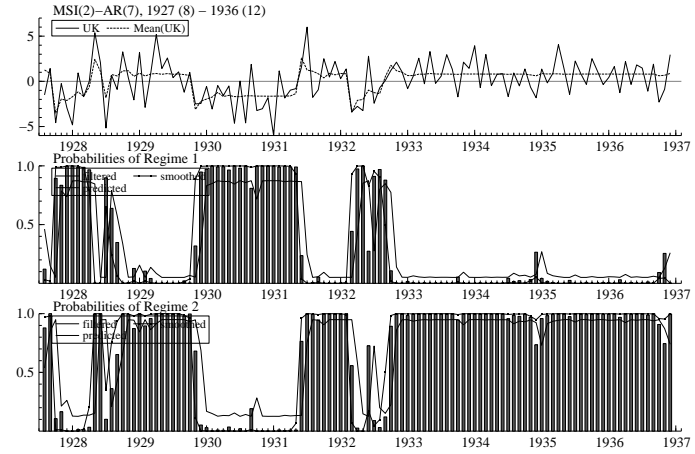 MSI(2)−AR(7), 1927 (8) − 1936 (12)
UK Mean(UK)
5
0
−5
1928 1929 1930 1931 1932 1933 1934 1935 1936 1937
Probabilities of Regime 1
1.0
filtered smoothed
predicted
0.5
1928 1929 1930 1931 1932 1933 1934 1935 1936 1937
Probabilities of Regime 2
1.0
filtered smoothed
predicted
0.5
1928 1929 1930 1931 1932 1933 1934 1935 1936 1937